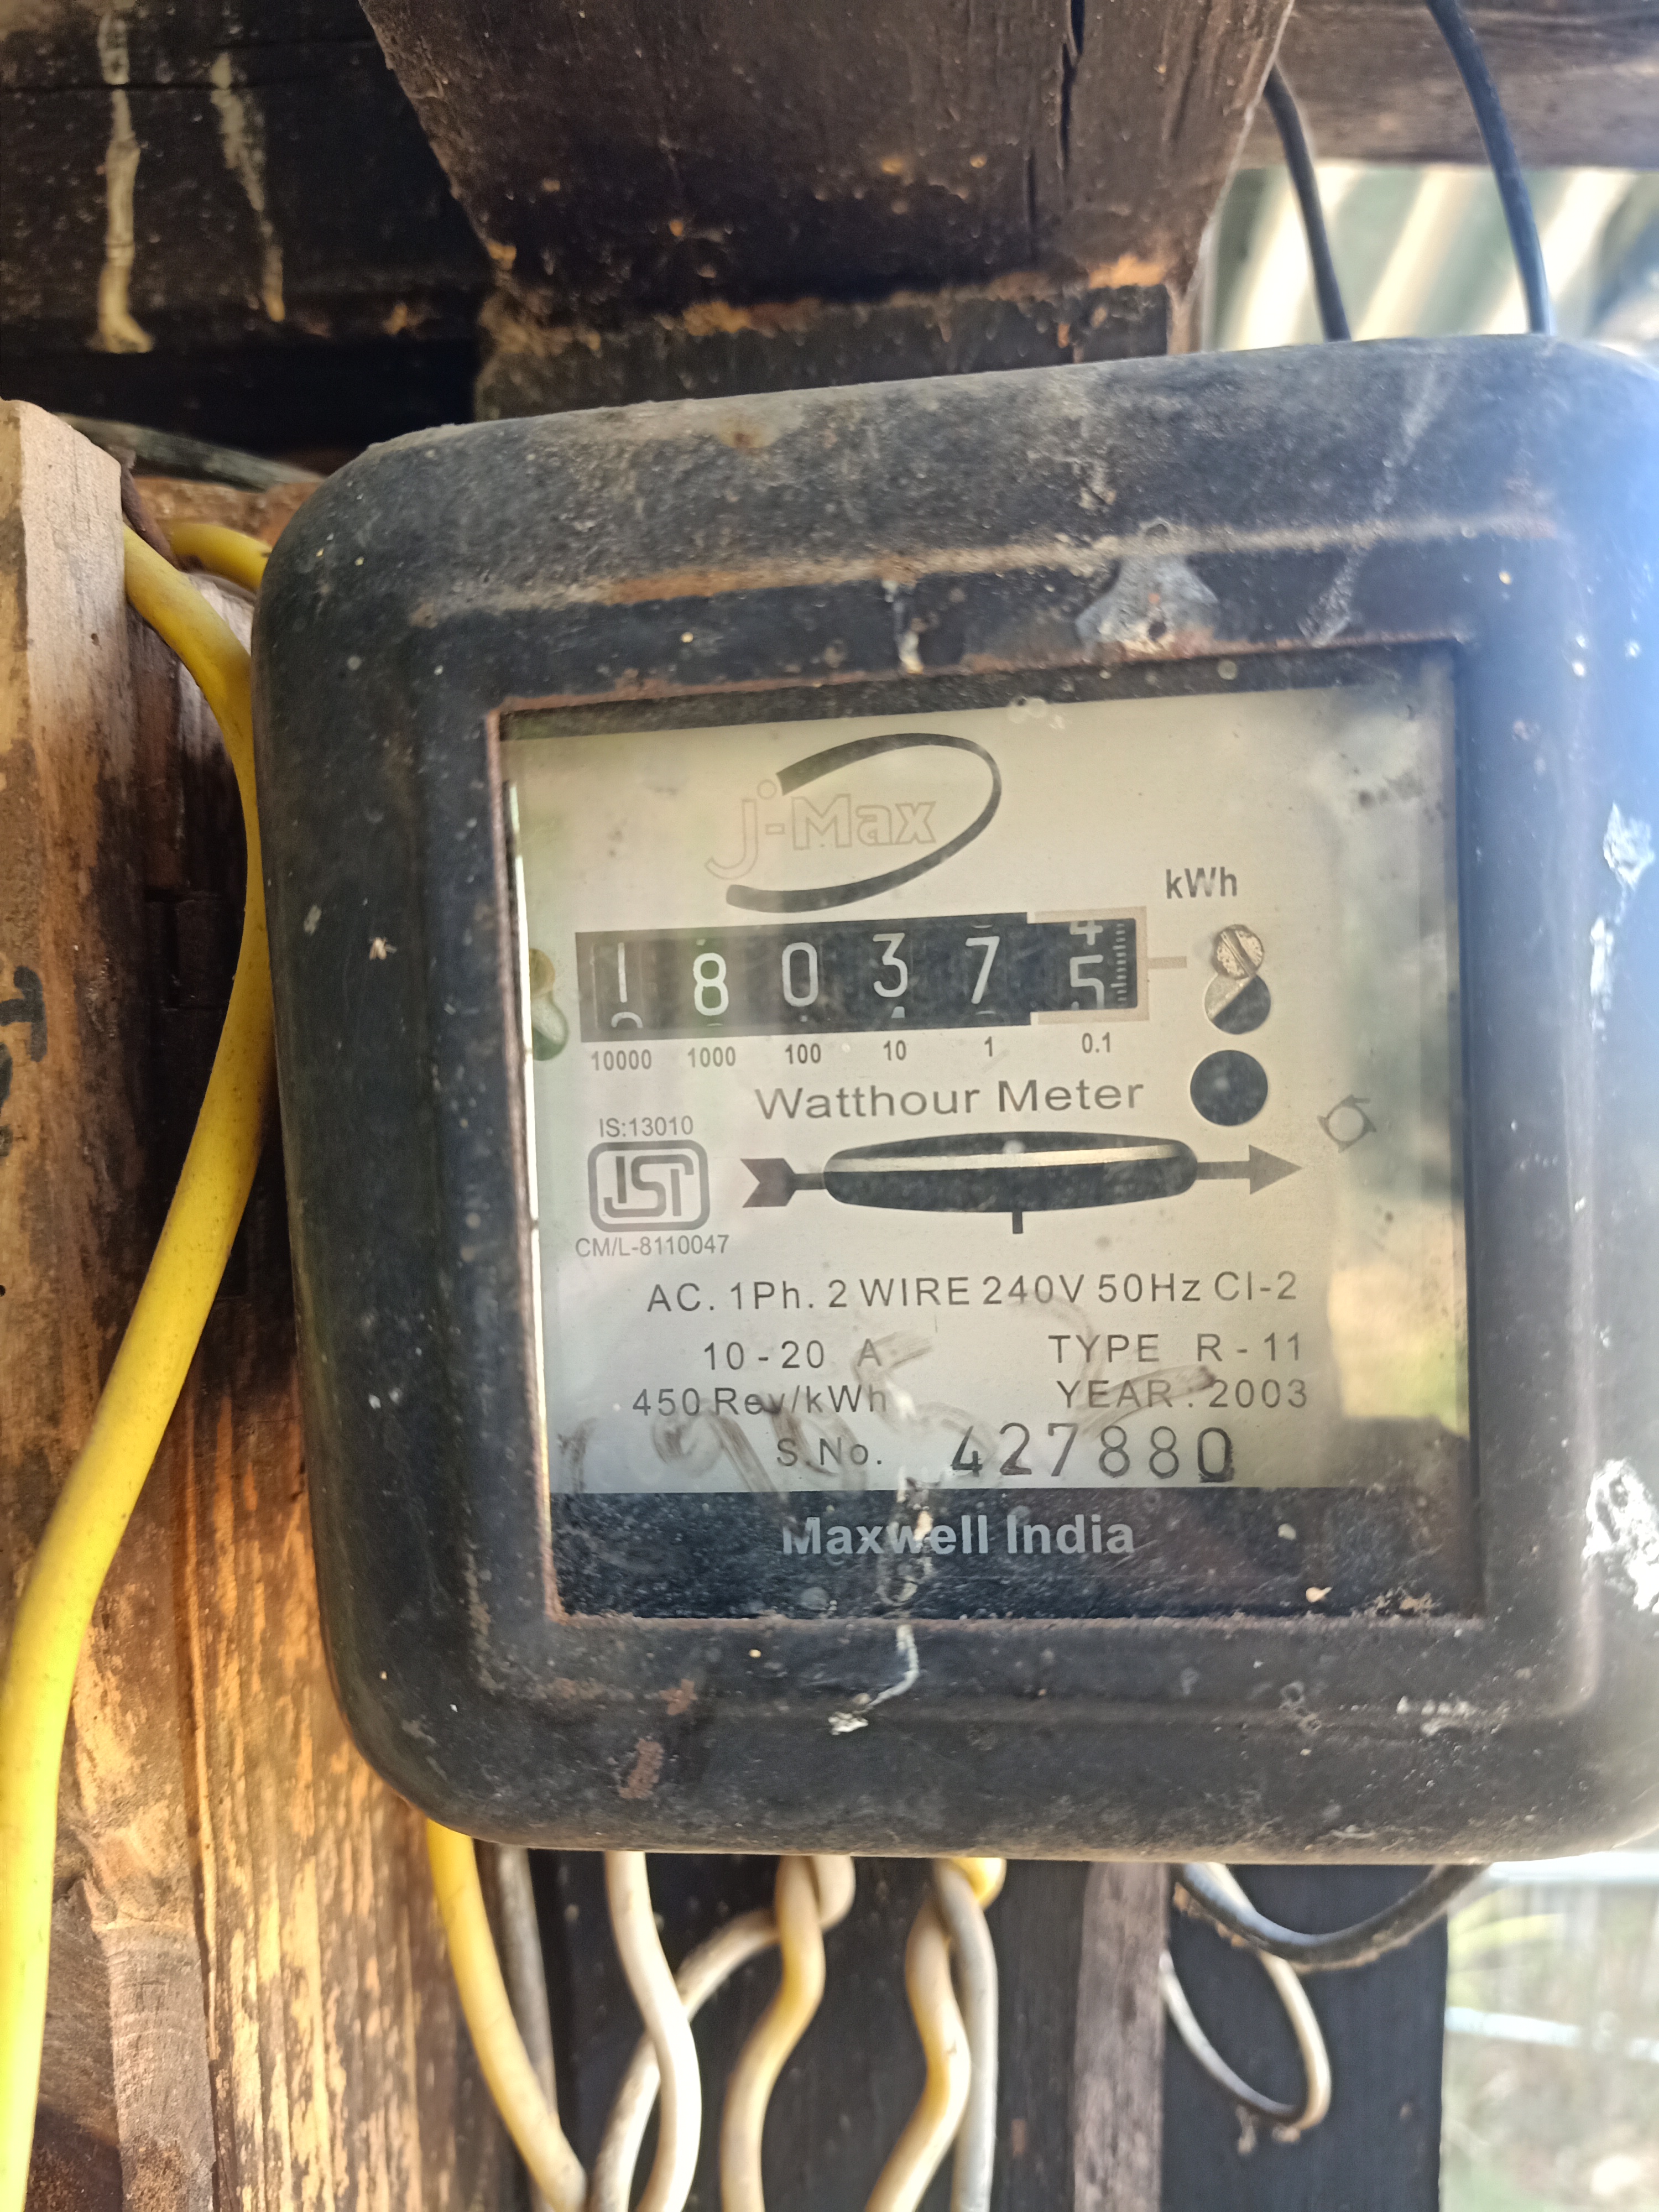 j-Max
kWh
1 8 0 3 7 5
10000 1000 100 10 1 0.1
Watthour Meter
IS:13010
ISI
CM/L-8110047
AC. 1Ph. 2 WIRE 240V 50Hz Cl-2
10-20 A TYPE R-11
450 Rev/kWh YEAR. 2003
S.No. 427880
Maxwell India